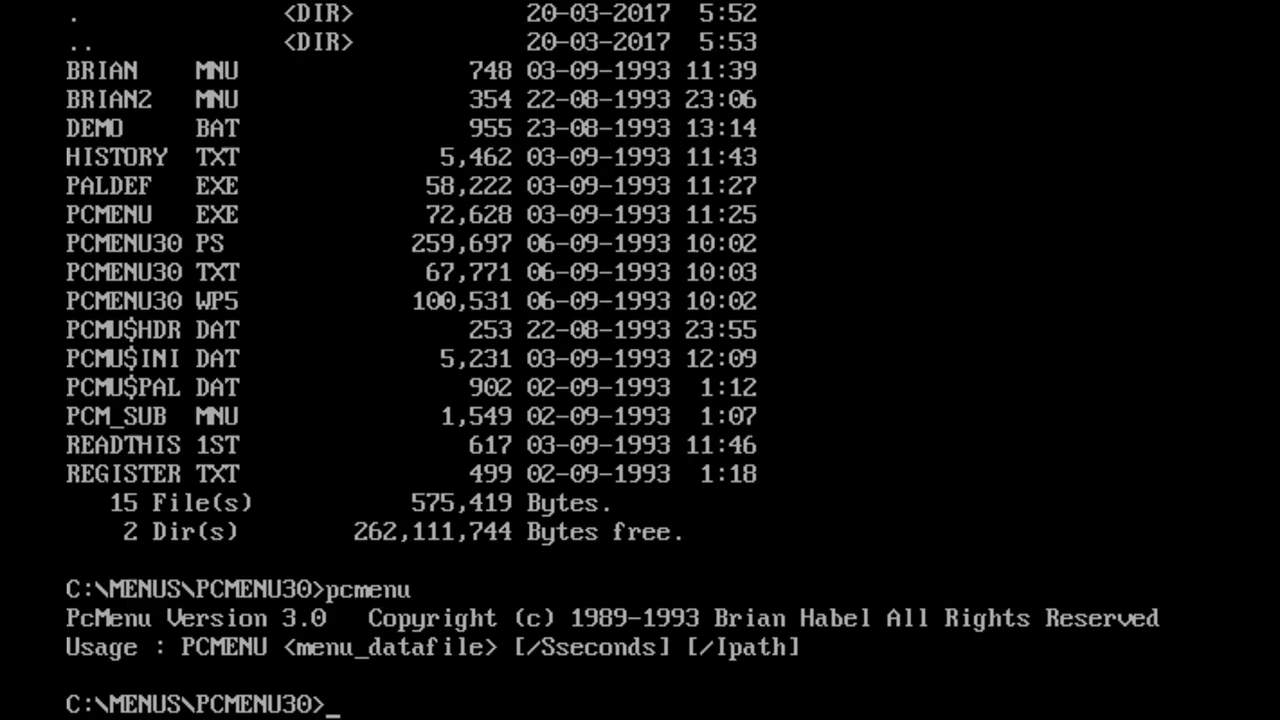 .              <DIR>            20-03-2017  5:52
..             <DIR>            20-03-2017  5:53
BRIAN    MNU                748 03-09-1993 11:39
BRIAN2   MNU                354 22-08-1993 23:06
DEMO     BAT                955 23-08-1993 13:14
HISTORY  TXT              5,462 03-09-1993 11:43
PALDEF   EXE             58,222 03-09-1993 11:27
PCMENU   EXE             72,628 03-09-1993 11:25
PCMENU30 PS             259,697 06-09-1993 10:02
PCMENU30 TXT             67,771 06-09-1993 10:03
PCMENU30 WP5            100,531 06-09-1993 10:02
PCMU$HDR DAT                253 22-08-1993 23:55
PCMU$INI DAT              5,231 03-09-1993 12:09
PCMU$PAL DAT                902 02-09-1993  1:12
PCM_SUB  MNU              1,549 02-09-1993  1:07
READTHIS 1ST                617 03-09-1993 11:46
REGISTER TXT                499 02-09-1993  1:18
   15 File(s)           575,419 Bytes.
    2 Dir(s)        262,111,744 Bytes free.
C:\MENUS\PCMENU30>pcmenu
PcMenu Version 3.0   Copyright (c) 1989-1993 Brian Habel All Rights Reserved
Usage : PCMENU <menu_datafile> [/Sseconds] [/Ipath]
C:\MENUS\PCMENU30>_